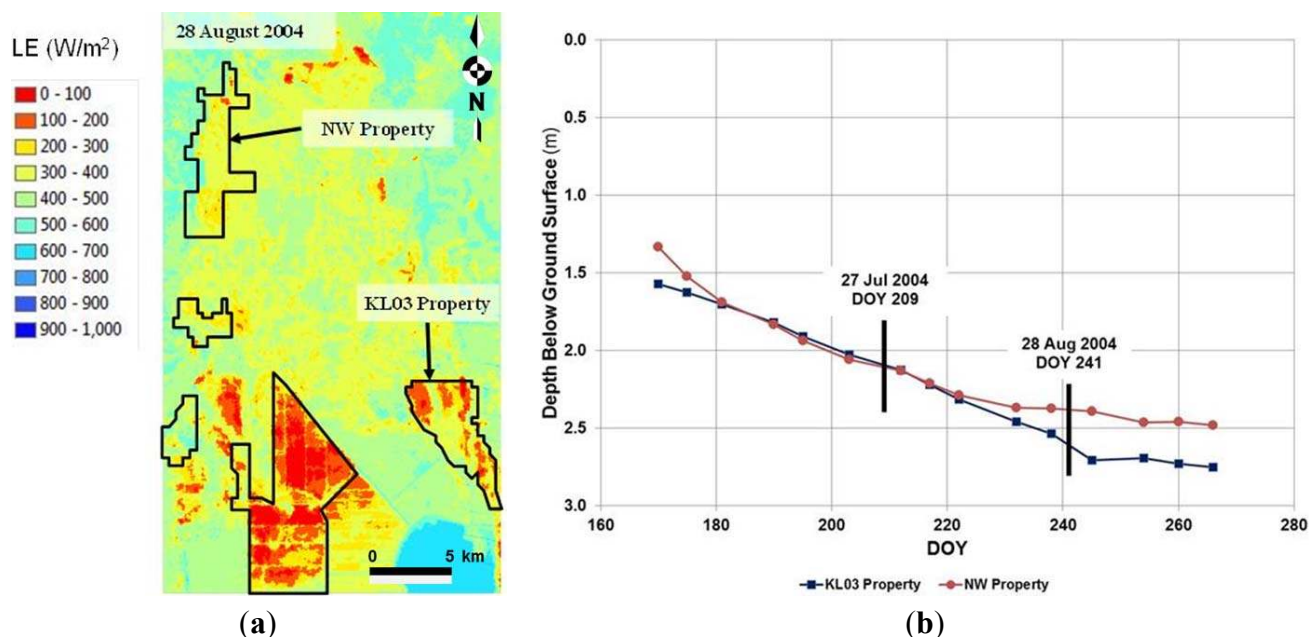 LE (W/m²)
0 - 100
100 - 200
200 - 300
300 - 400
400 - 500
500 - 600
600 - 700
700 - 800
800 - 900
900 - 1,000
28 August 2004
N
NW Property
KL03 Property
0 5 km
(a)
Depth Below Ground Surface (m)
0.0
0.5
1.0
1.5
2.0
2.5
3.0
27 Jul 2004
DOY 209
28 Aug 2004
DOY 241
160 180 200 220 240 260 280
DOY
KL03 Property NW Property
(b)